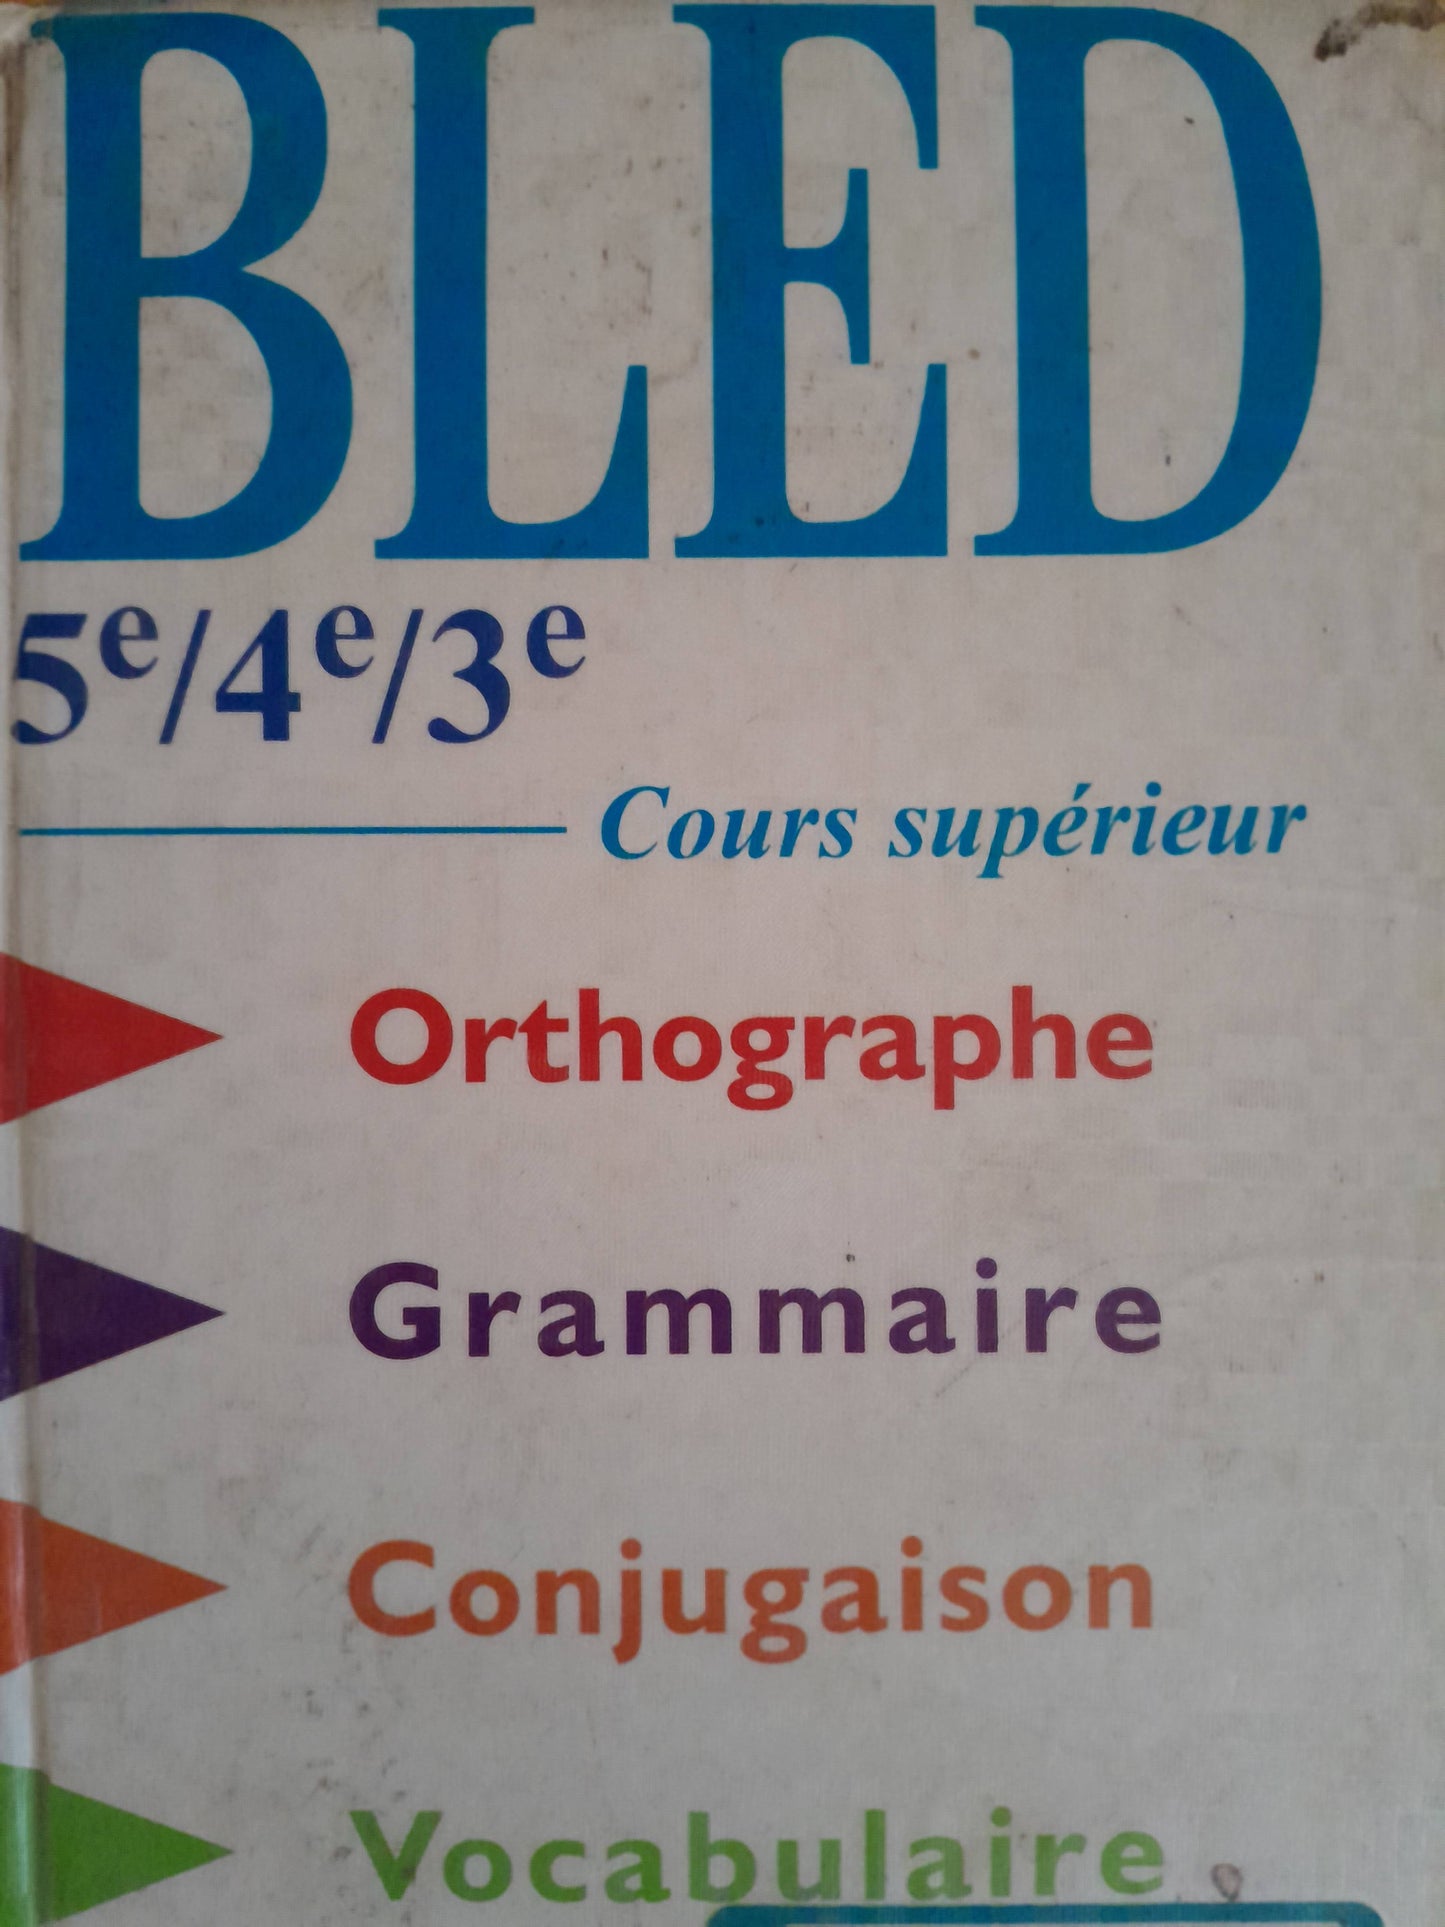 BLED
5e/4e/3e
Cours supérieur
Orthographe
Grammaire
Conjugaison
Vocabulaire